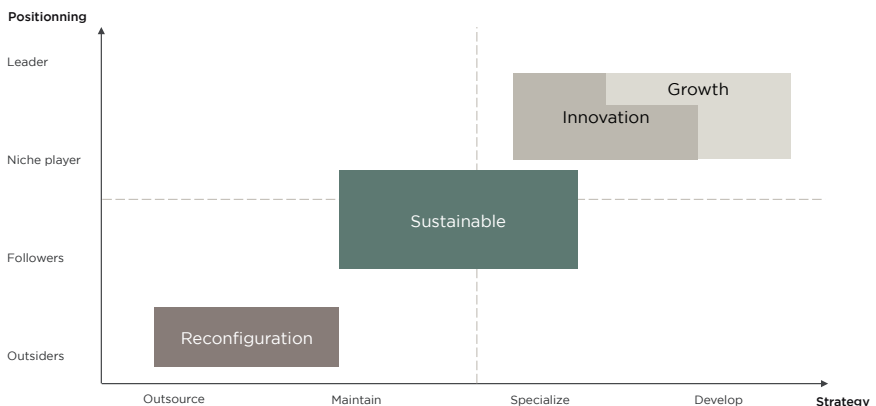 Positionning
Leader
Growth
Innovation
Niche player
Sustainable
Followers
Reconfiguration
Outsiders
Outsource
Maintain
Specialize
Develop
Strategy